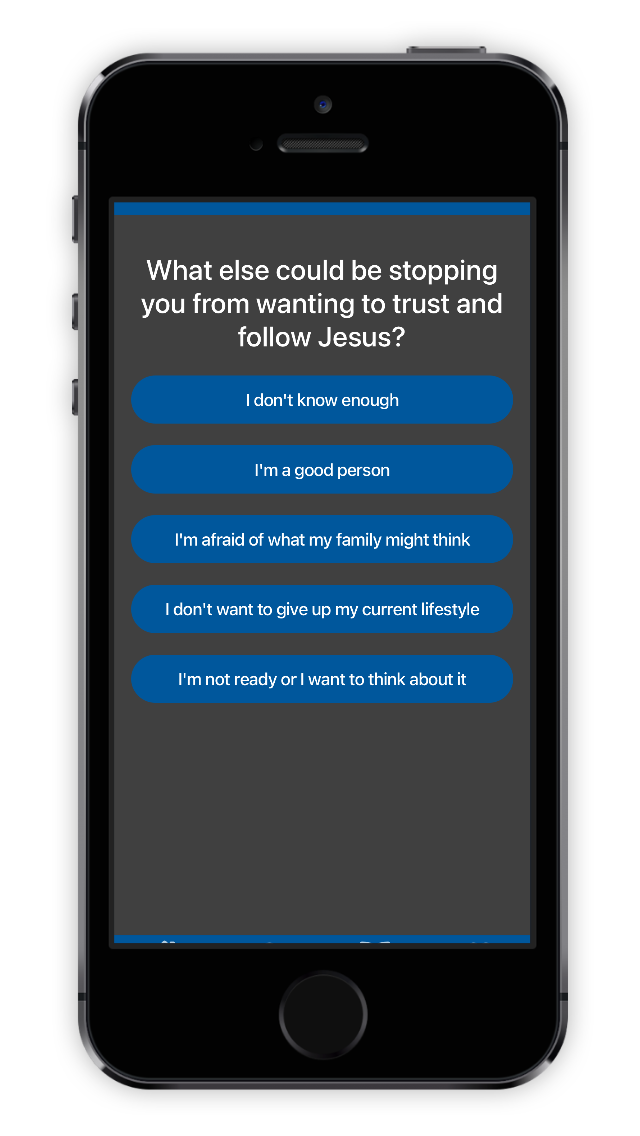 What else could be stopping
you from wanting to trust and
follow Jesus?
I don't know enough
I'm a good person
I'm afraid of what my family might think
I don't want to give up my current lifestyle
I'm not ready or I want to think about it